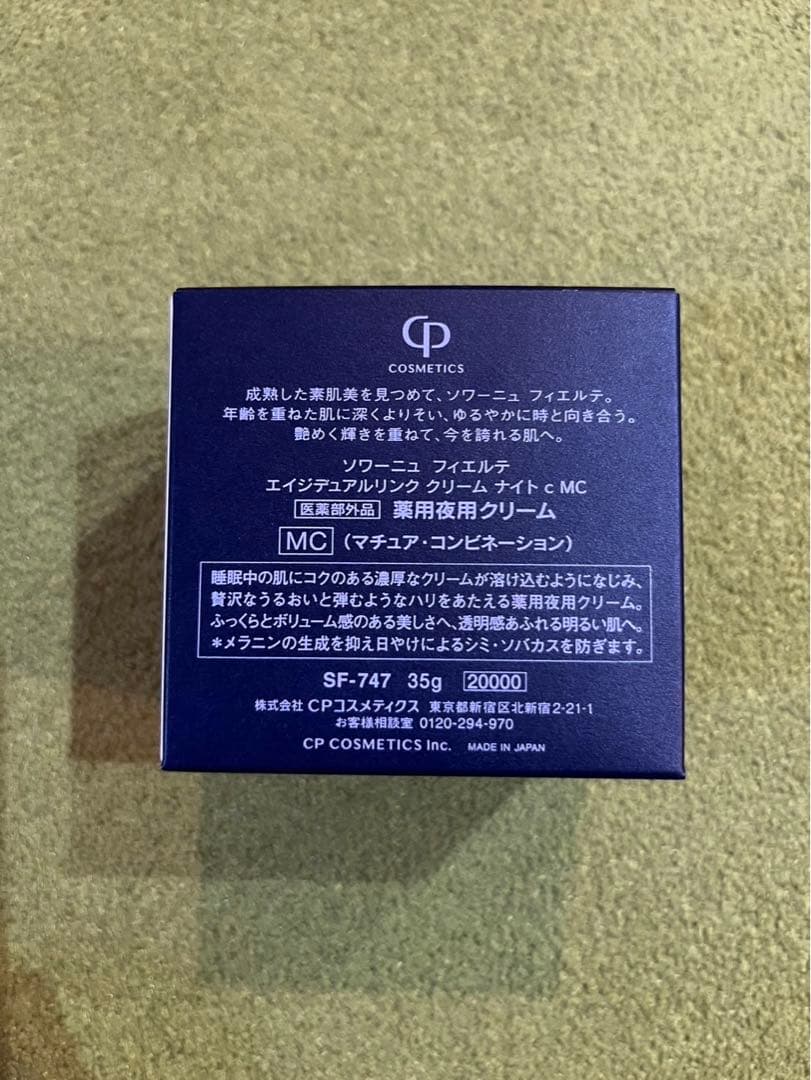 CP
COSMETICS
成熟した素肌美を見つめて、ソワーニュ フィエルテ。
年齢を重ねた肌に深くよりそい、ゆるやかに時と向き合う。
艶めく輝きを重ねて、今を誇れる肌へ。
ソワーニュ フィエルテ
エイジデュアルリンク クリーム ナイト c MC
医薬部外品 薬用夜用クリーム
MC (マチュア・コンビネーション)
睡眠中の肌にコクのある濃厚なクリームが溶け込むようになじみ、
贅沢なうるおいと弾むようなハリをあたえる薬用夜用クリーム。
ふっくらとボリューム感のある美しさへ、透明感あふれる明るい肌へ。
*メラニンの生成を抑え日やけによるシミ・ソバカスを防ぎます。
SF-747 35g 20000
株式会社 CPコスメティクス 東京都新宿区北新宿2-21-1
お客様相談室 0120-294-970
CP COSMETICS Inc. MADE IN JAPAN